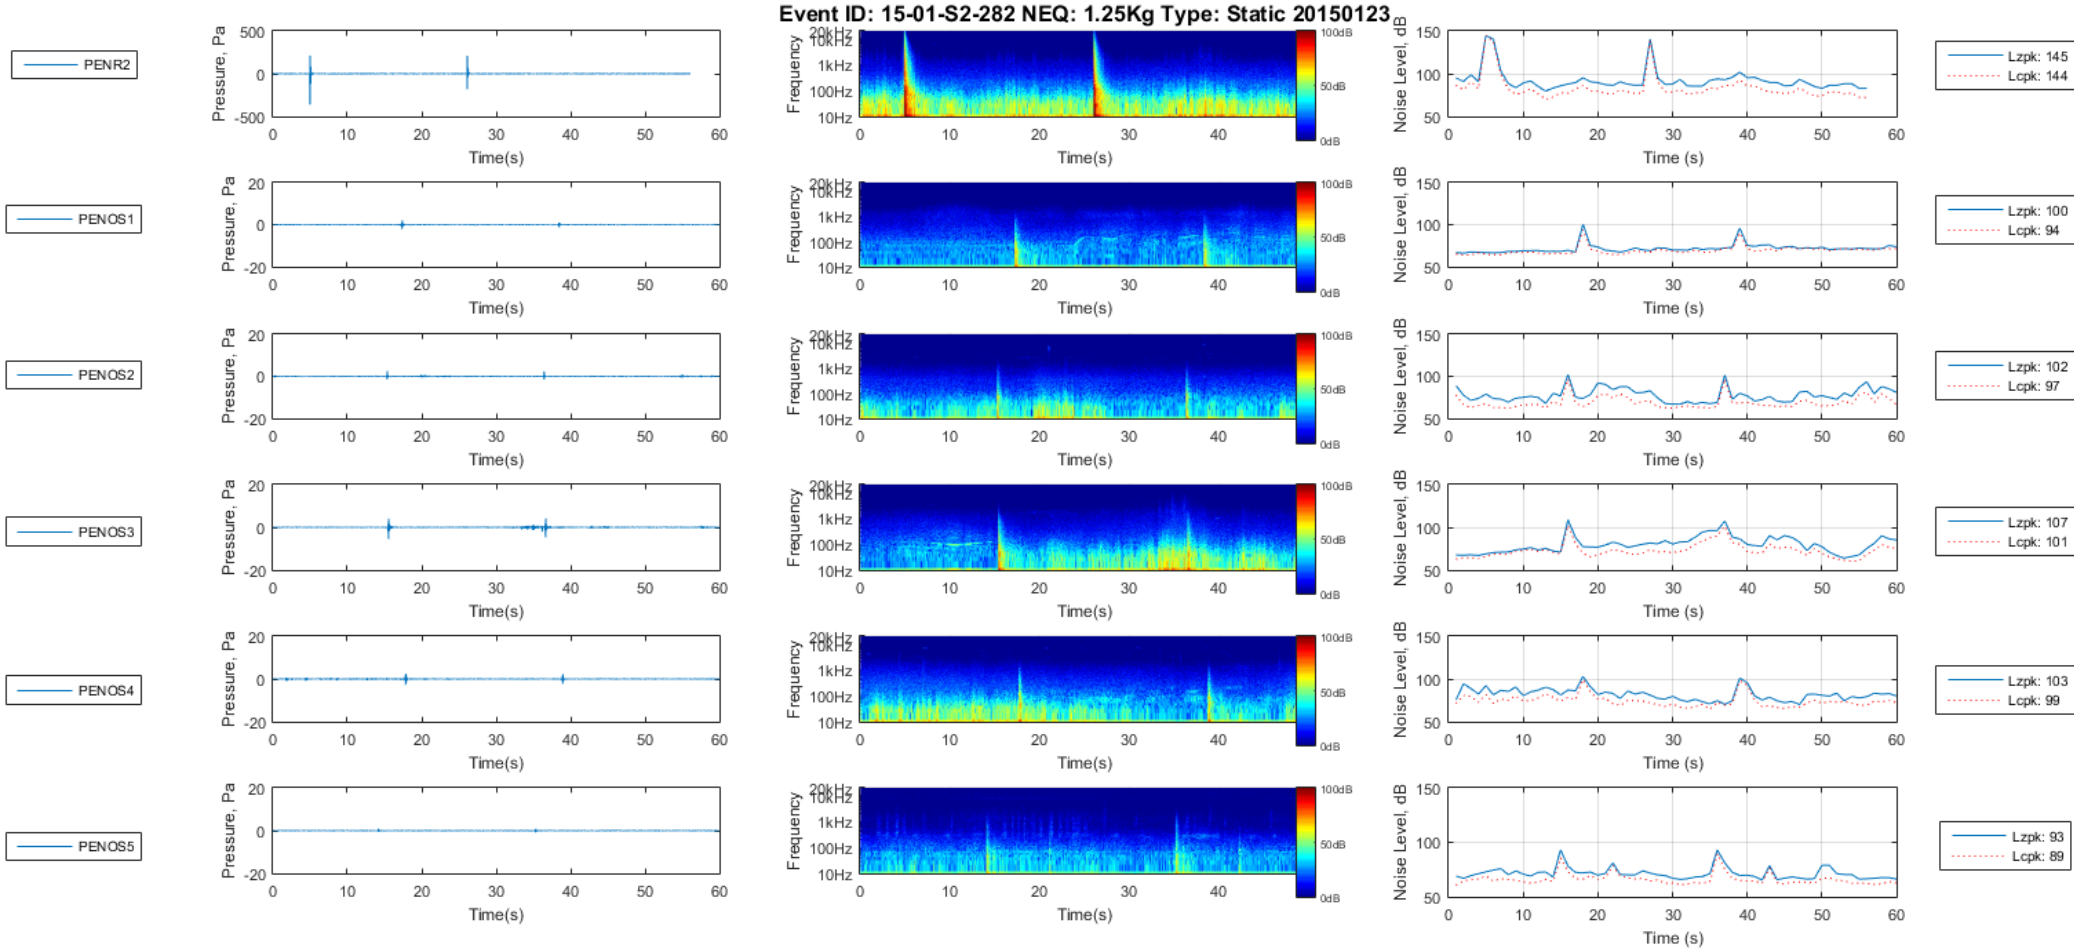 Event ID: 15-01-S2-282 NEQ: 1.25Kg Type: Static 20150123
PENR2
Pressure, Pa
500
0
-500
0 10 20 30 40 50 60
Time(s)
Frequency
20kHz
10kHz
1kHz
100Hz
10Hz
0 10 20 30 40
Time(s)
100dB
50dB
0dB
Noise Level, dB
150
100
50
0 10 20 30 40 50 60
Time (s)
Lzpk: 145
Lcpk: 144
PENOS1
Pressure, Pa
20
0
-20
0 10 20 30 40 50 60
Time(s)
Frequency
20kHz
10kHz
1kHz
100Hz
10Hz
0 10 20 30 40
Time(s)
100dB
50dB
0dB
Noise Level, dB
150
100
50
0 10 20 30 40 50 60
Time (s)
Lzpk: 100
Lcpk: 94
PENOS2
Pressure, Pa
20
0
-20
0 10 20 30 40 50 60
Time(s)
Frequency
20kHz
10kHz
1kHz
100Hz
10Hz
0 10 20 30 40
Time(s)
100dB
50dB
0dB
Noise Level, dB
150
100
50
0 10 20 30 40 50 60
Time (s)
Lzpk: 102
Lcpk: 97
PENOS3
Pressure, Pa
20
0
-20
0 10 20 30 40 50 60
Time(s)
Frequency
20kHz
10kHz
1kHz
100Hz
10Hz
0 10 20 30 40
Time(s)
100dB
50dB
0dB
Noise Level, dB
150
100
50
0 10 20 30 40 50 60
Time (s)
Lzpk: 107
Lcpk: 101
PENOS4
Pressure, Pa
20
0
-20
0 10 20 30 40 50 60
Time(s)
Frequency
20kHz
10kHz
1kHz
100Hz
10Hz
0 10 20 30 40
Time(s)
100dB
50dB
0dB
Noise Level, dB
150
100
50
0 10 20 30 40 50 60
Time (s)
Lzpk: 103
Lcpk: 99
PENOS5
Pressure, Pa
20
0
-20
0 10 20 30 40 50 60
Time(s)
Frequency
20kHz
10kHz
1kHz
100Hz
10Hz
0 10 20 30 40
Time(s)
100dB
50dB
0dB
Noise Level, dB
150
100
50
0 10 20 30 40 50 60
Time (s)
Lzpk: 93
Lcpk: 89